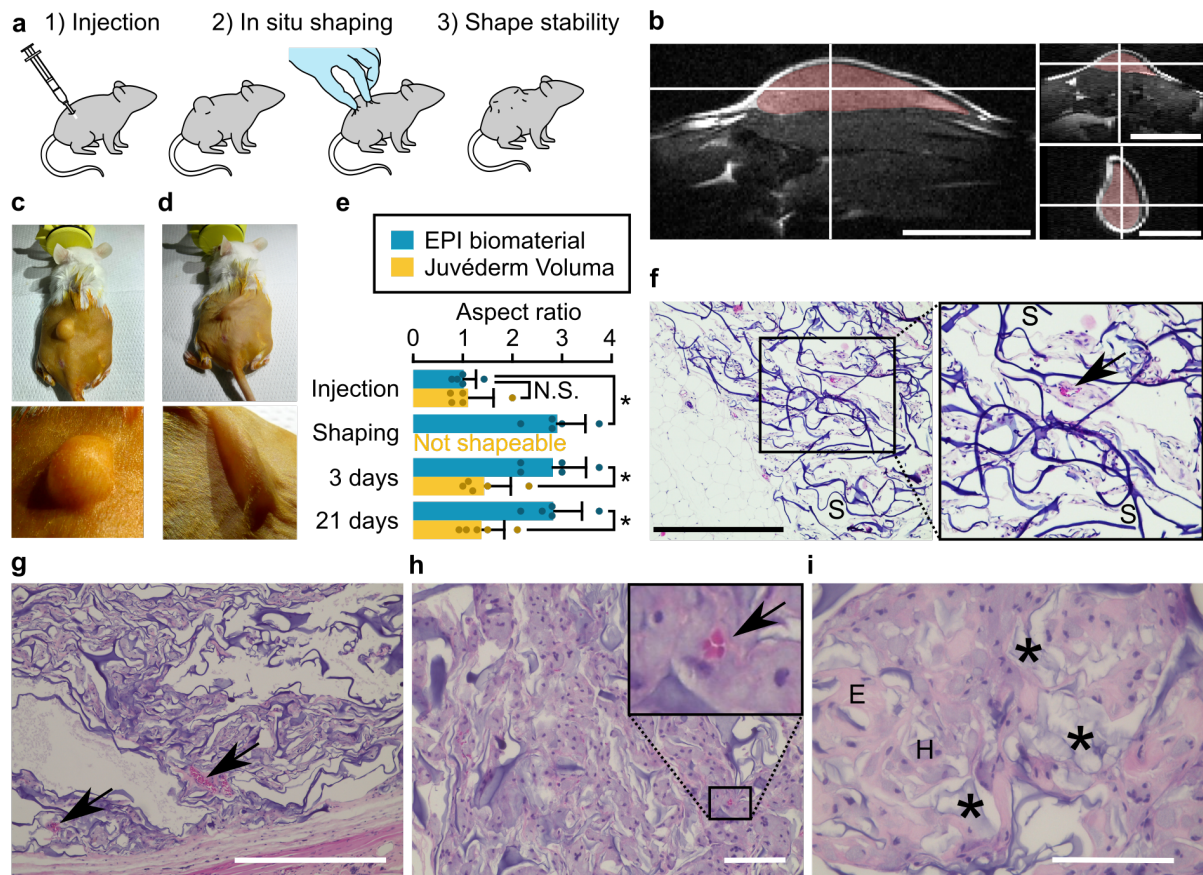 a 1) Injection 2) In situ shaping 3) Shape stability
b
c
d
e
EPI biomaterial
Juvéderm Voluma
Aspect ratio
0 1 2 3 4
Injection
N.S.
*
Shaping
Not shapeable
3 days
*
21 days
*
f
S
S
S
S
g
h
i
E
H
*
*
*